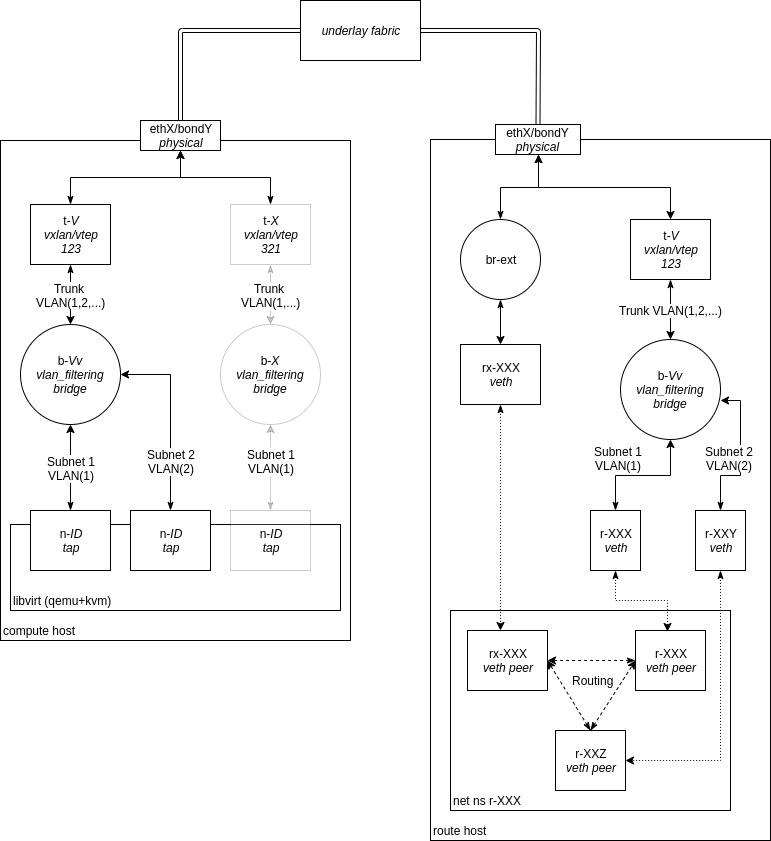 underlay fabric
ethX/bondY
physical
t-V
vxlan/vtep
123
t-X
vxlan/vtep
321
Trunk
VLAN(1,2,...)
Trunk
VLAN(1,...)
b-Vv
vlan_filtering
bridge
b-X
vlan_filtering
bridge
Subnet 1
VLAN(1)
Subnet 2
VLAN(2)
Subnet 1
VLAN(1)
n-ID
tap
n-ID
tap
n-ID
tap
libvirt (qemu+kvm)
compute host
ethX/bondY
physical
br-ext
t-V
vxlan/vtep
123
Trunk VLAN(1,2,...)
rx-XXX
veth
b-Vv
vlan_filtering
bridge
Subnet 1
VLAN(1)
Subnet 2
VLAN(2)
r-XXX
veth
r-XXY
veth
rx-XXX
veth peer
r-XXX
veth peer
Routing
r-XXZ
veth peer
net ns r-XXX
route host